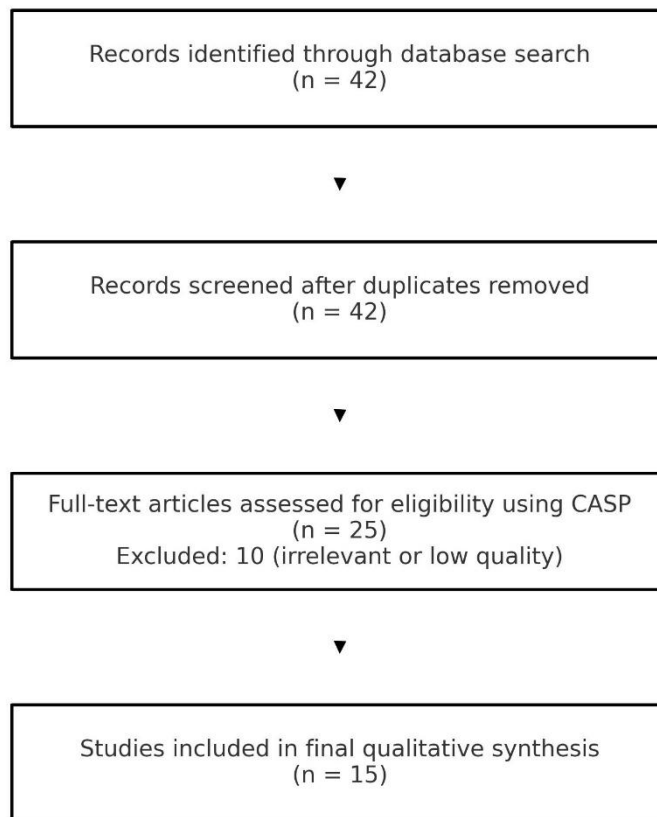 Records identified through database search
(n = 42)
Records screened after duplicates removed
(n = 42)
Full-text articles assessed for eligibility using CASP
(n = 25)
Excluded: 10 (irrelevant or low quality)
Studies included in final qualitative synthesis
(n = 15)